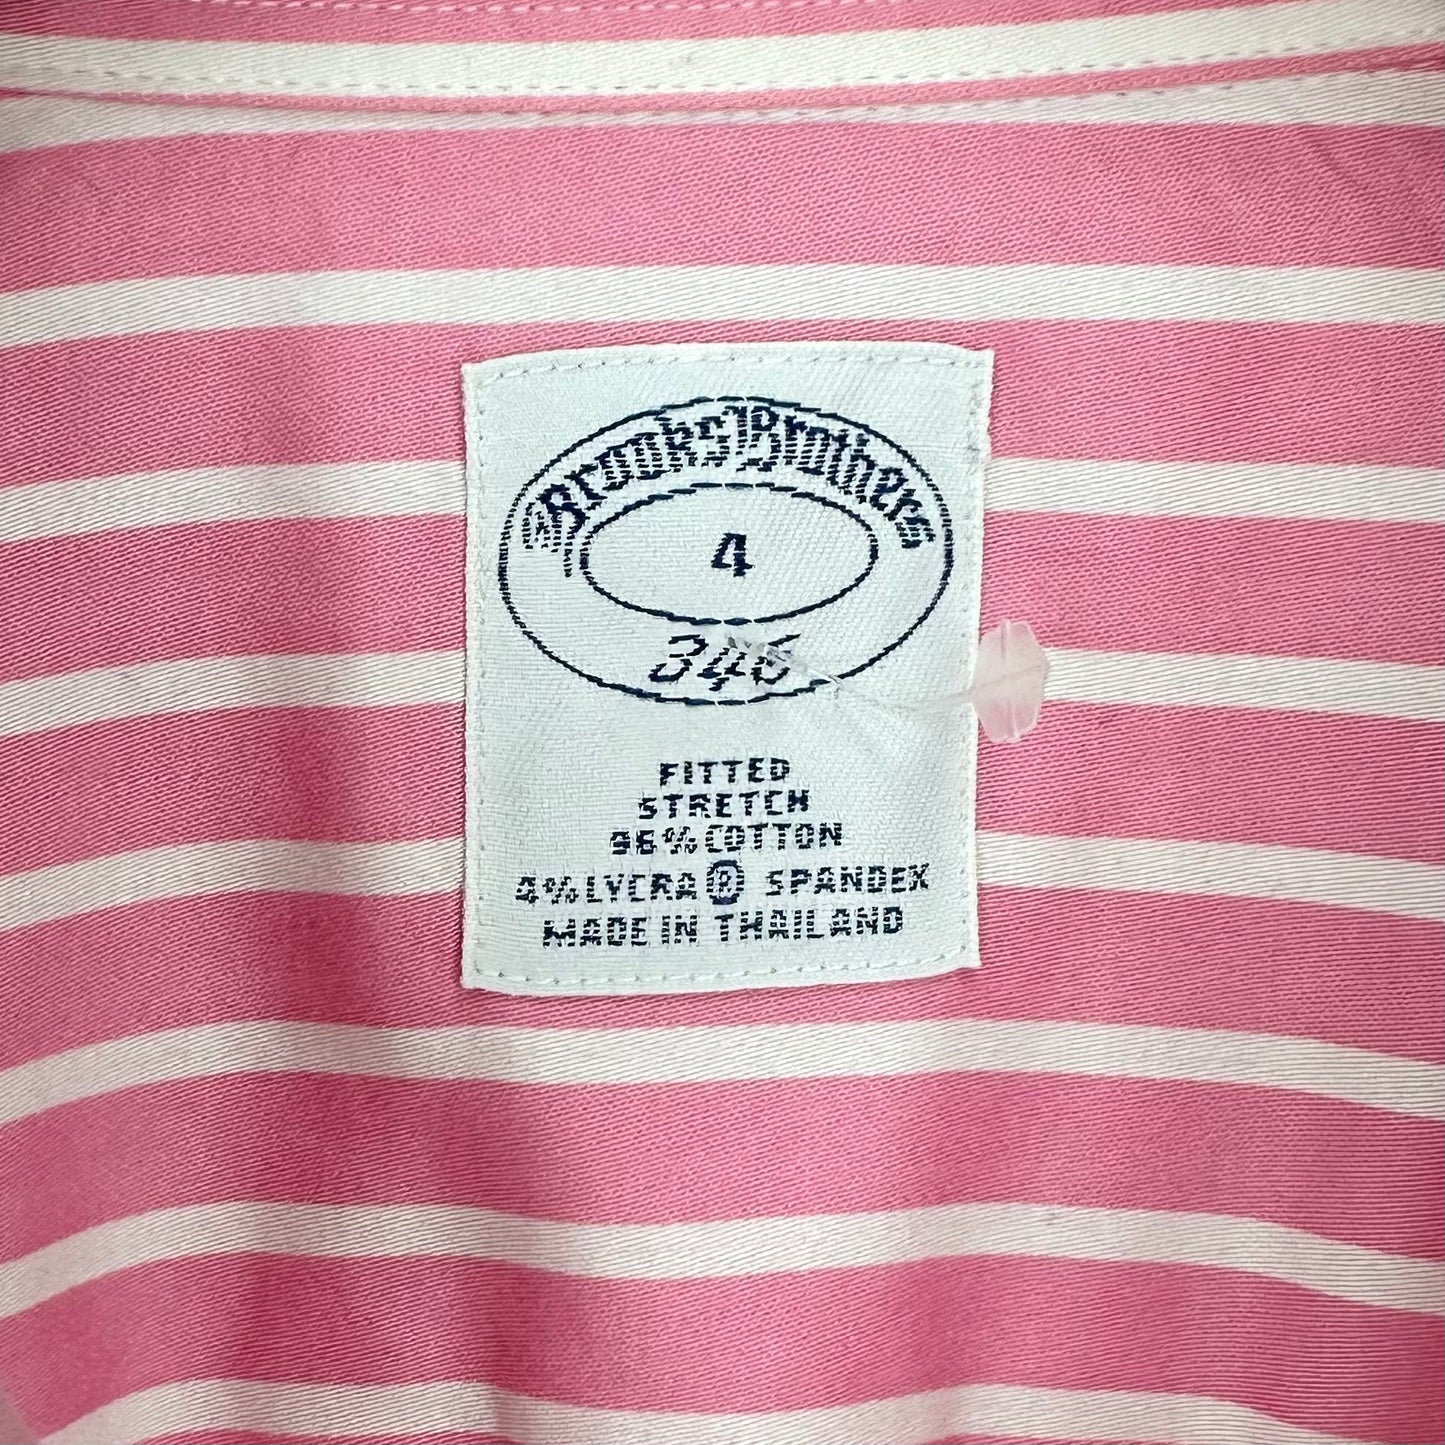 Brooks Brothers
4
346
FITTED
STRETCH
96% COTTON
4% LYCRA® SPANDEX
MADE IN THAILAND